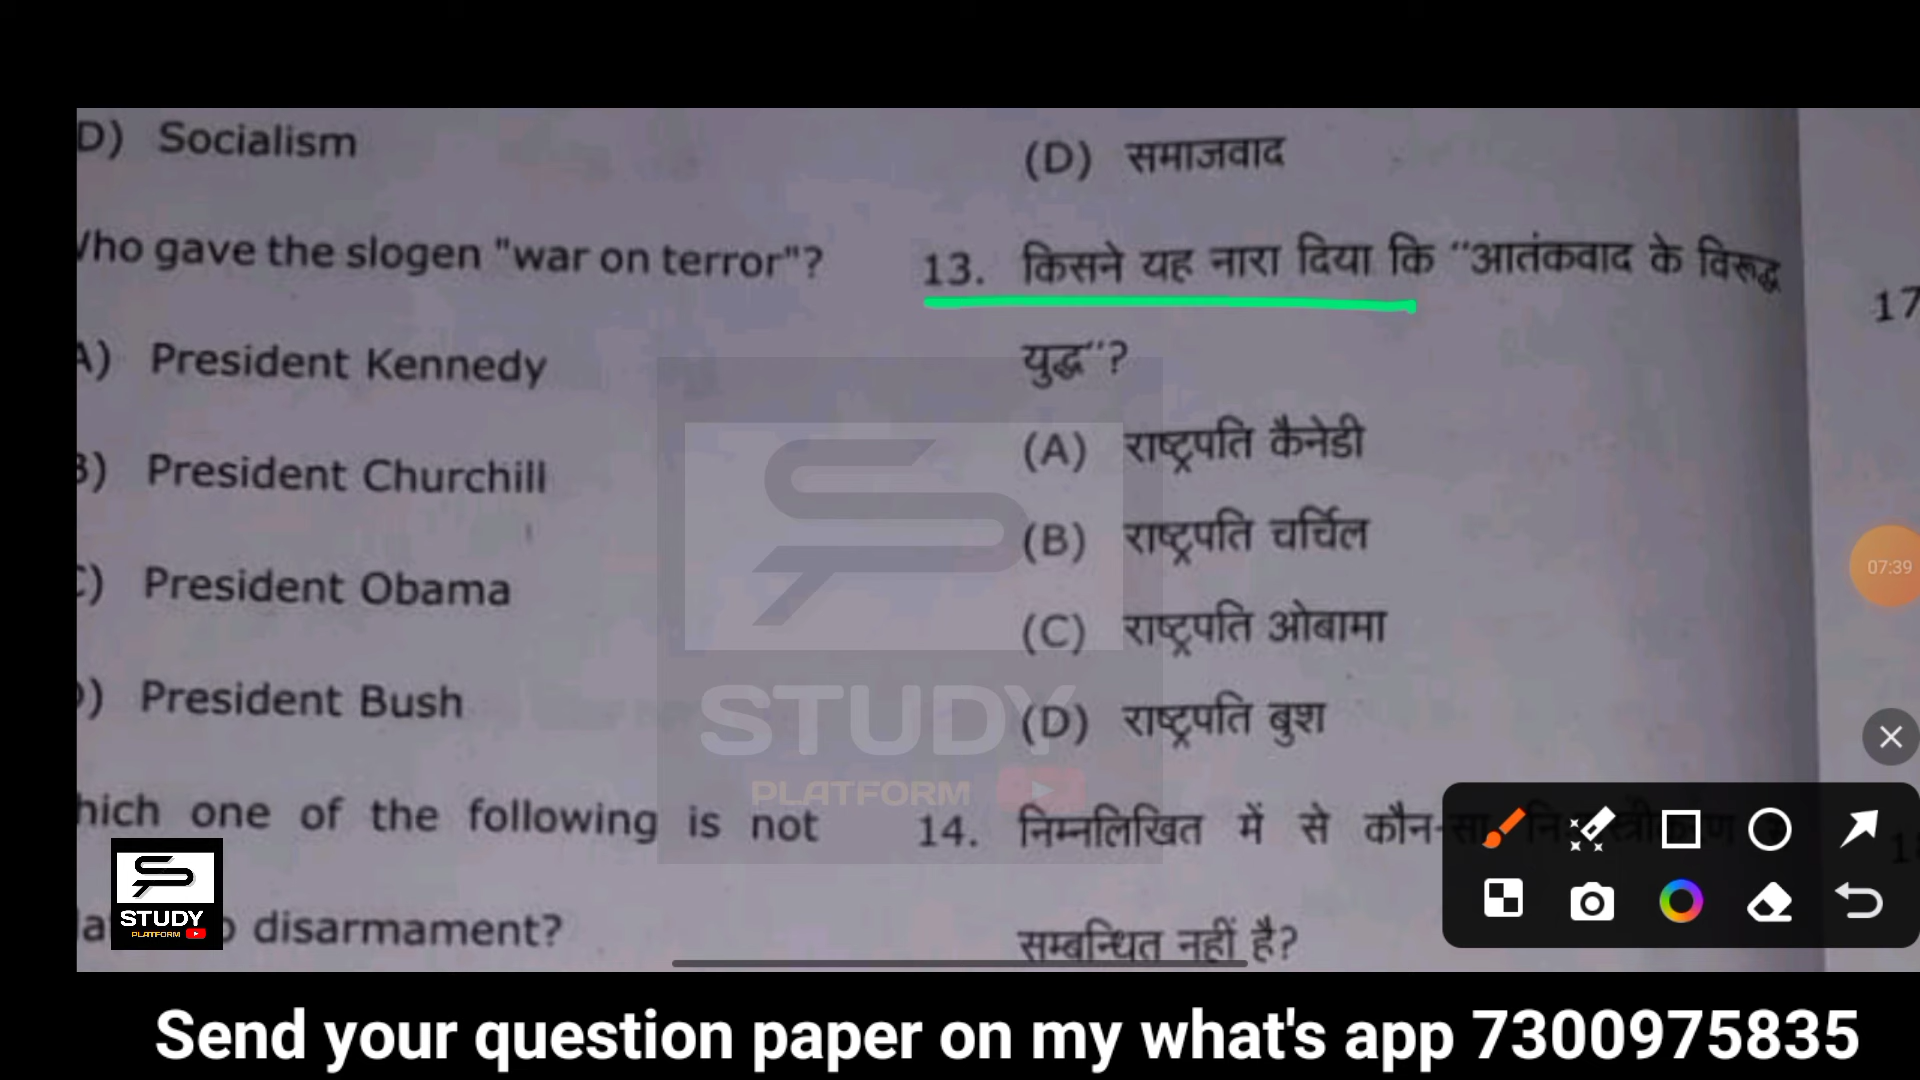 D) Socialism
ho gave the slogen "war on terror"?
A) President Kennedy
B) President Churchill
C) President Obama
D) President Bush
hich one of the following is not
disarmament?
(D) समाजवाद
13. किसने यह नारा दिया कि "आतंकवाद के विरूद्ध
युद्ध"?
(A) राष्ट्रपति कैनेडी
(B) राष्ट्रपति चर्चिल
(C) राष्ट्रपति ओबामा
(D) राष्ट्रपति बुश
14. निम्नलिखित में से कौन-सा
सम्बन्धित नहीं है?
17
07:39
STUDY
PLATFORM
STUDY
PLATFORM
Send your question paper on my what's app 7300975835